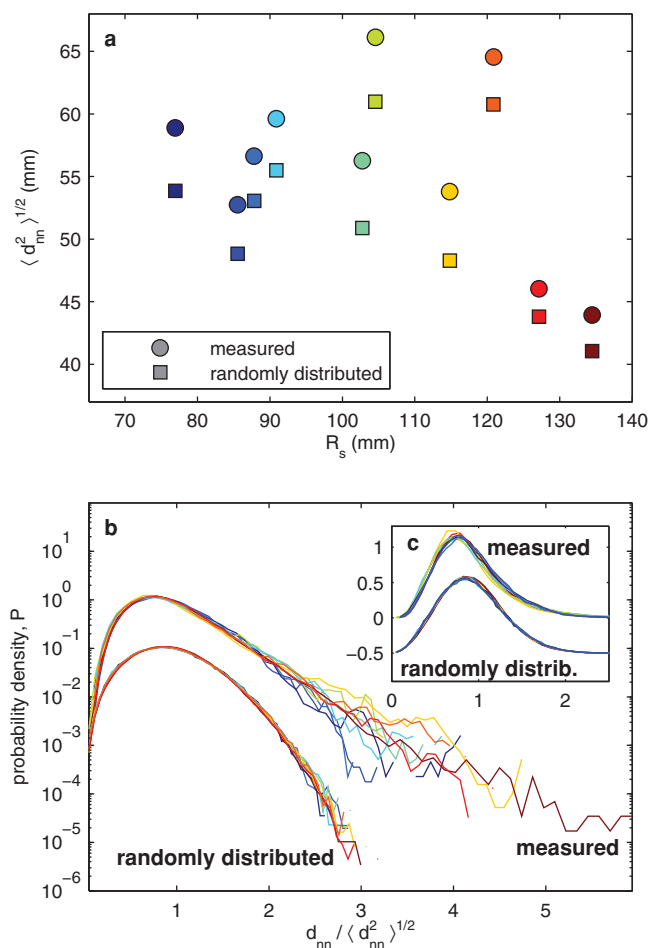 a
65
60
55
50
45
40
⟨ d²nn ⟩1/2 (mm)
measured
randomly distributed
70 80 90 100 110 120 130 140
Rs (mm)
b
10¹
10⁰
10⁻¹
10⁻²
10⁻³
10⁻⁴
10⁻⁵
10⁻⁶
probability density, P
c
1
0.5
0
−0.5
measured
randomly distrib.
0 1 2
randomly distributed
measured
1 2 3 4 5
dnn / ⟨ d²nn ⟩1/2